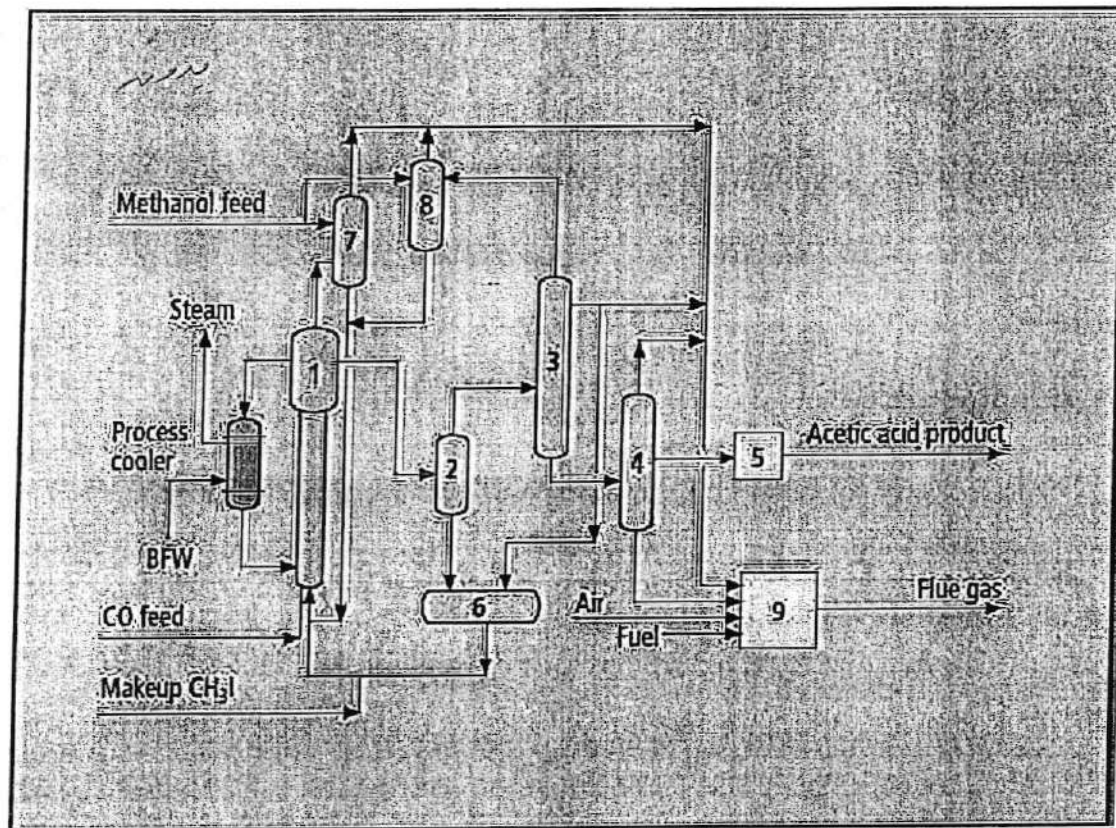 Methanol feed
8
7
Steam
1
3
Process
cooler
2
4
5
Acetic acid product
BFW
6
Air
9
Flue gas
CO feed
Fuel
Makeup CH₃I